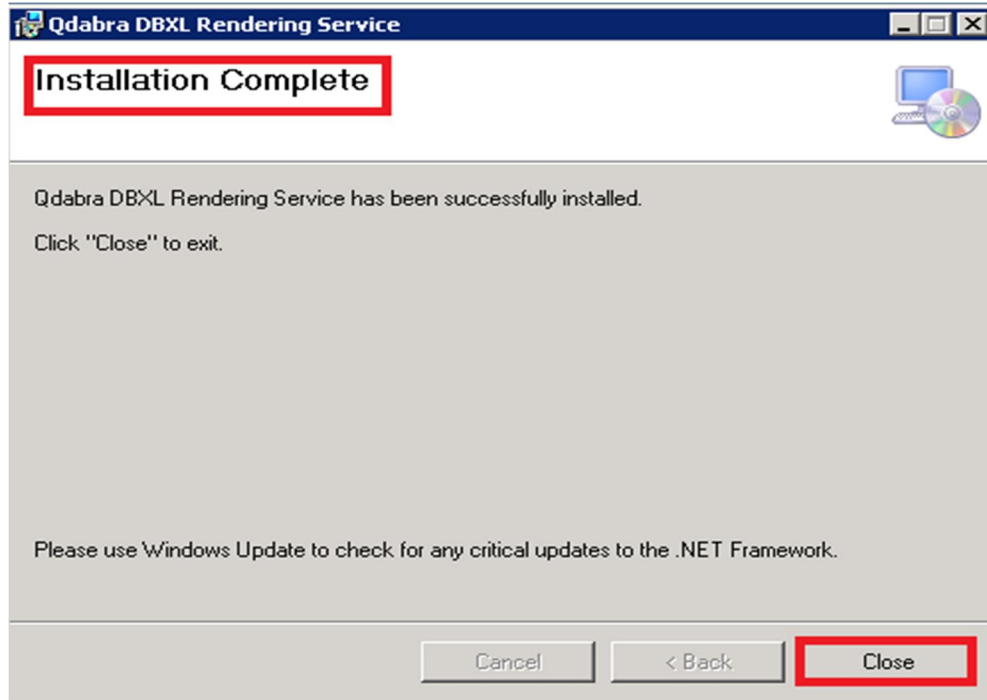 Qdabra DBXL Rendering Service
Installation Complete
Qdabra DBXL Rendering Service has been successfully installed.
Click "Close" to exit.
Please use Windows Update to check for any critical updates to the .NET Framework.
Cancel
< Back
Close